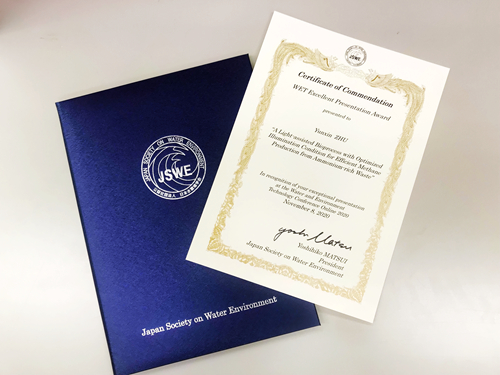 JSWE
Certificate of Commendation
WET Excellent Presentation Award
presented to
Yunxin ZHU
"A Light-assisted Bioprocess with Optimized
Illumination Condition for Efficient Methane
Production from Ammonium rich Waste"
In recognition of your exceptional presentation
at the Water and Environment
Technology Conference Online 2020
November 8, 2020
Yoshihiko MATSUI
President
Japan Society on Water Environment
JAPAN SOCIETY ON WATER ENVIRONMENT
JSWE
Japan Society on Water Environment